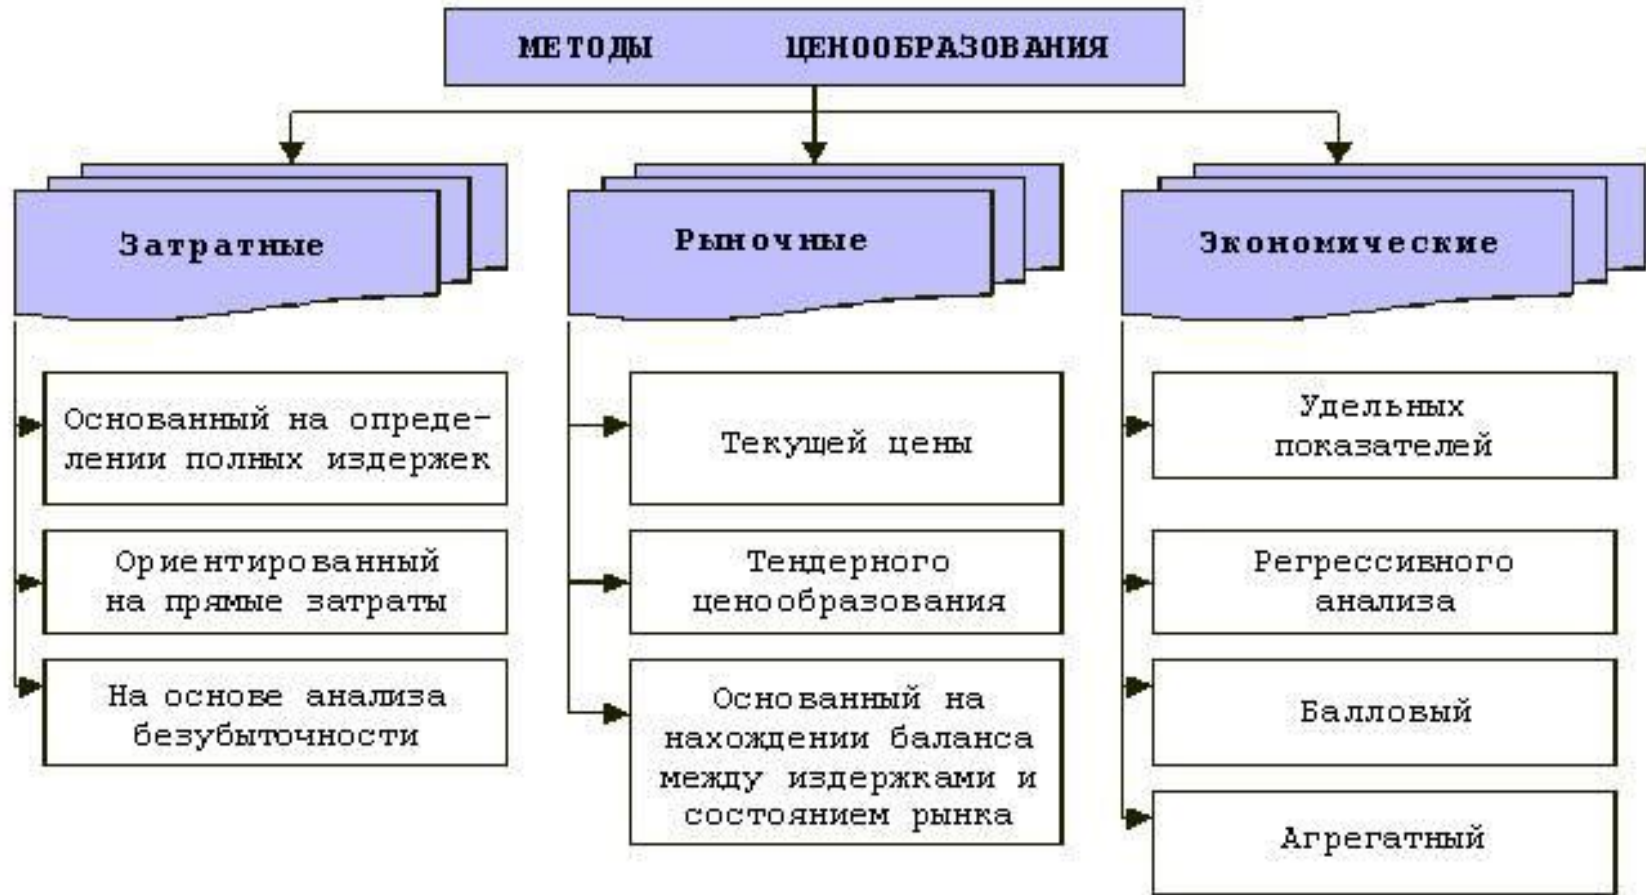 МЕТОДЫ ЦЕНООБРАЗОВАНИЯ
Затратные
Рыночные
Экономические
Основанный на опреде-
лении полных издержек
Ориентированный
на прямые затраты
На основе анализа
безубыточности
Текущей цены
Тендерного
ценообразования
Основанный на
нахождении баланса
между издержками и
состоянием рынка
Удельных
показателей
Регрессивного
анализа
Балловый
Агрегатный